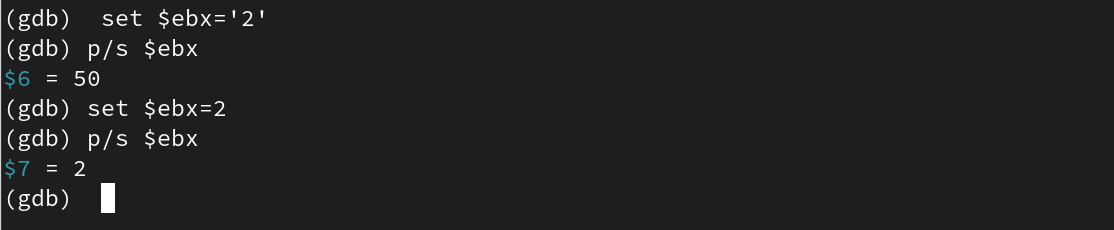 (gdb)  set $ebx='2'
(gdb) p/s $ebx
$6 = 50
(gdb) set $ebx=2
(gdb) p/s $ebx
$7 = 2
(gdb)